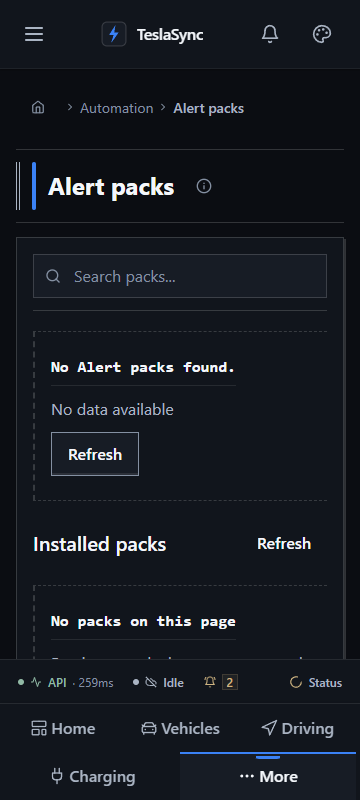 TeslaSync
Automation
Alert packs
Alert packs
Search packs...
No Alert packs found.
No data available
Refresh
Installed packs
Refresh
No packs on this page
API · 259ms
Idle
2
Status
Home
Vehicles
Driving
Charging
More